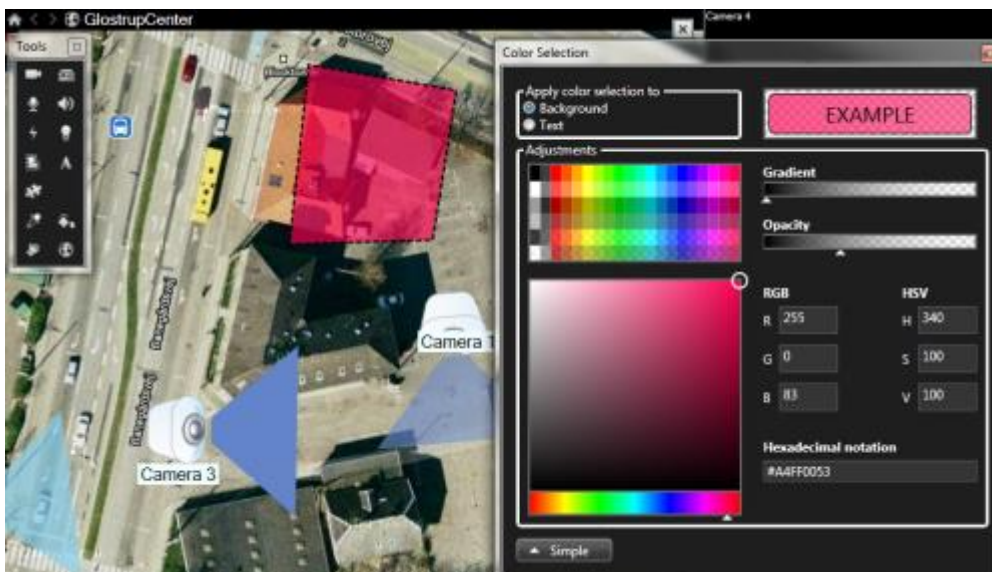 GlostrupCenter
Camera 4
Tools
Color Selection
Apply color selection to
Background
Text
EXAMPLE
Adjustments
Gradient
Opacity
RGB
HSV
R 255
H 340
G 0
S 100
B 83
V 100
Hexadecimal notation
#A4FF0053
Simple
A
Camera 1
Camera 3